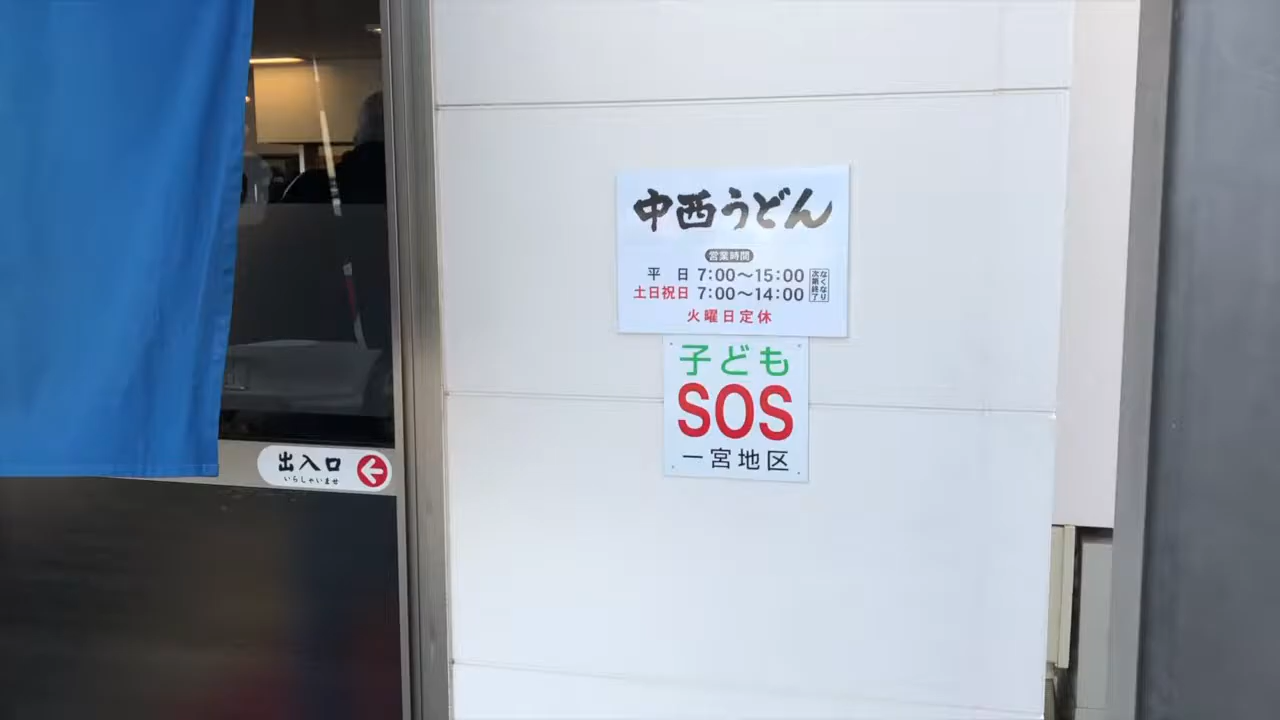 中西うどん
営業時間
平日 7:00〜15:00
土日祝日 7:00〜14:00
なくなり
次第終了
火曜日定休
子ども
SOS
一宮地区
出入口
いらしゃいませ